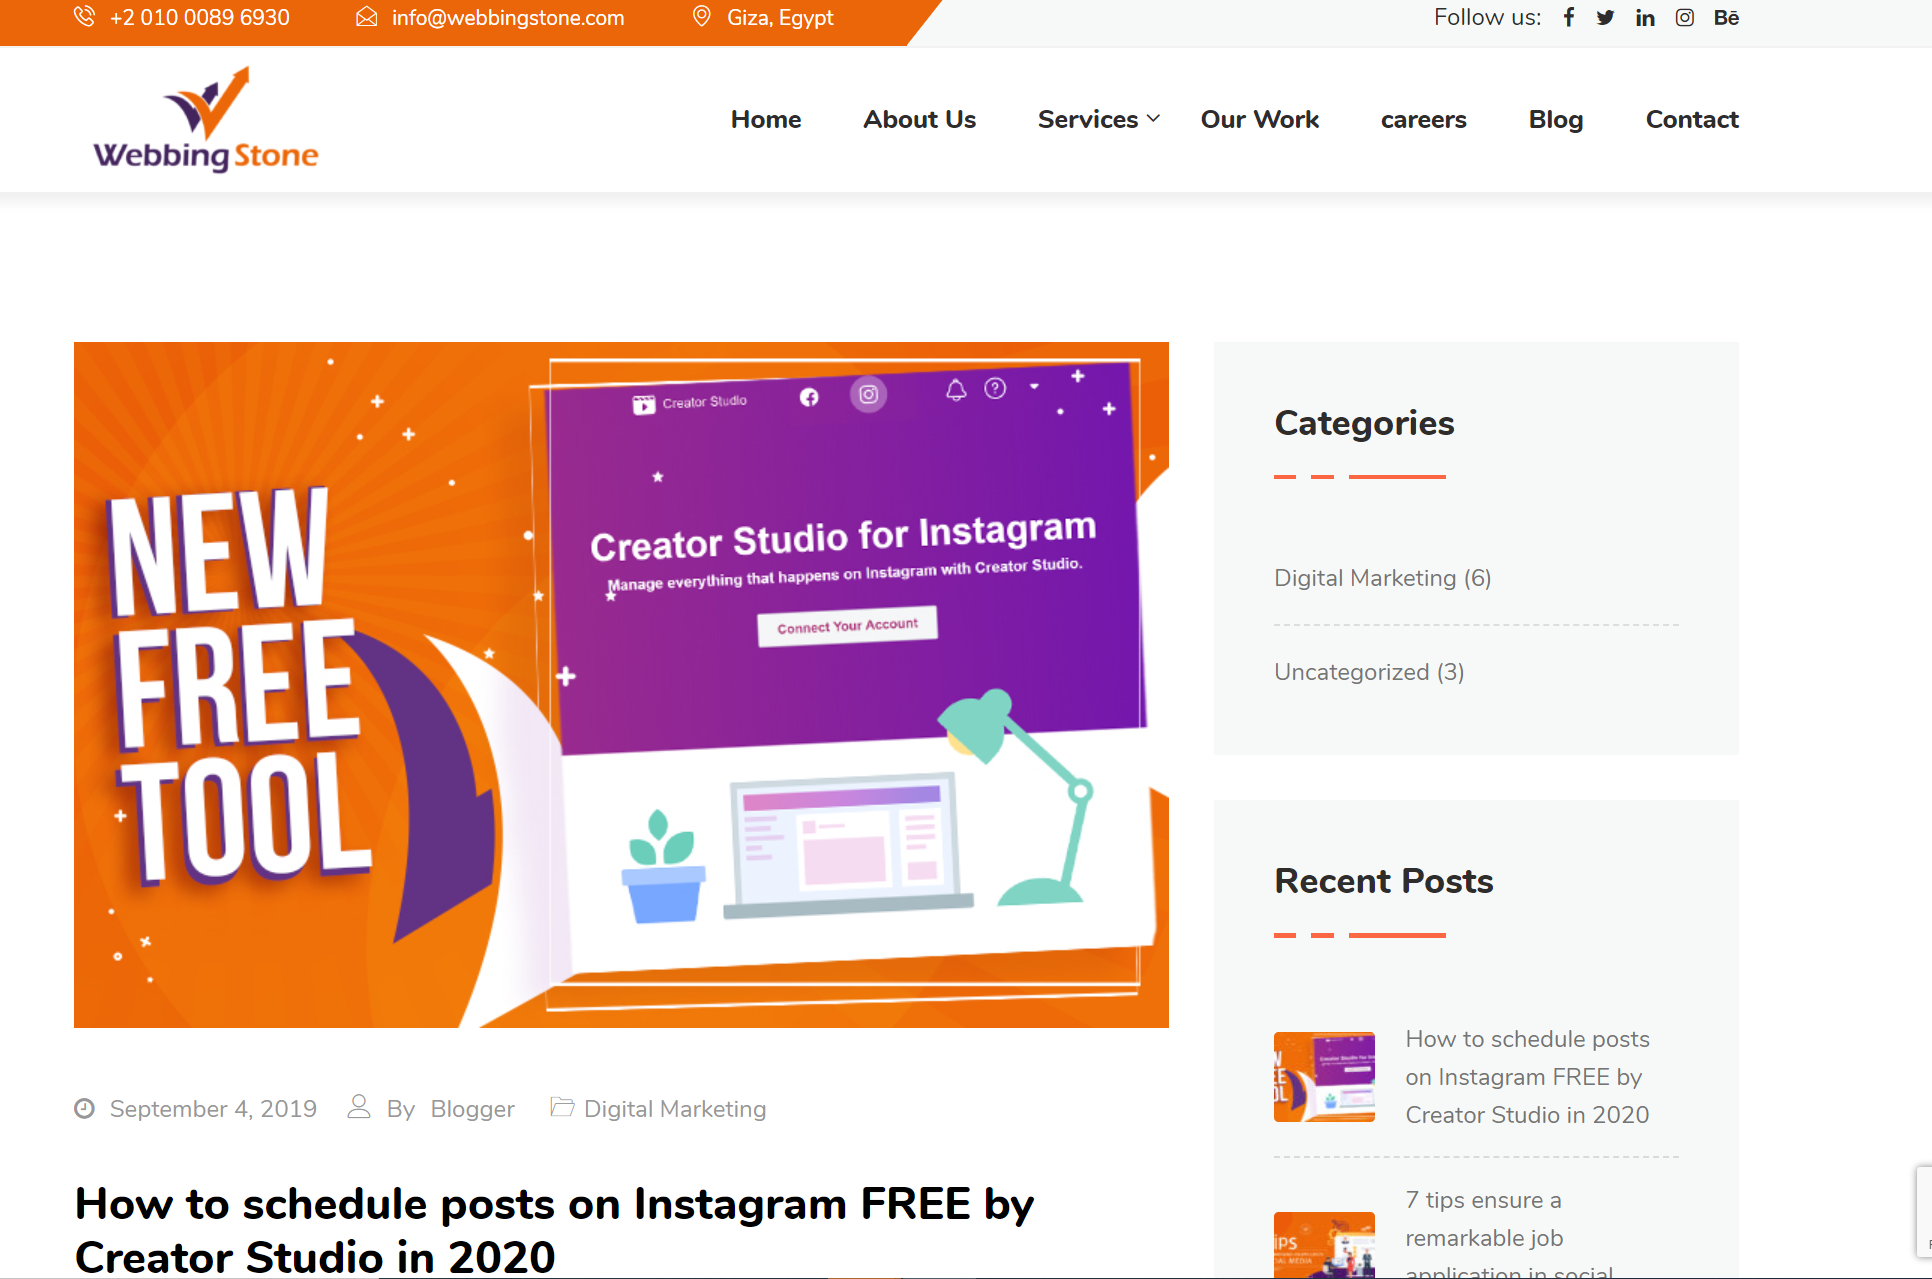 +2 010 0089 6930
info@webbingstone.com
Giza, Egypt
Follow us:
Bē
Webbing Stone
Home
About Us
Services
Our Work
careers
Blog
Contact
NEW
FREE
TOOL
Creator Studio
Creator Studio for Instagram
Manage everything that happens on Instagram with Creator Studio.
Connect Your Account
September 4, 2019
By Blogger
Digital Marketing
How to schedule posts on Instagram FREE by
Creator Studio in 2020
Categories
Digital Marketing (6)
Uncategorized (3)
Recent Posts
How to schedule posts
on Instagram FREE by
Creator Studio in 2020
7 tips ensure a
remarkable job
application in social